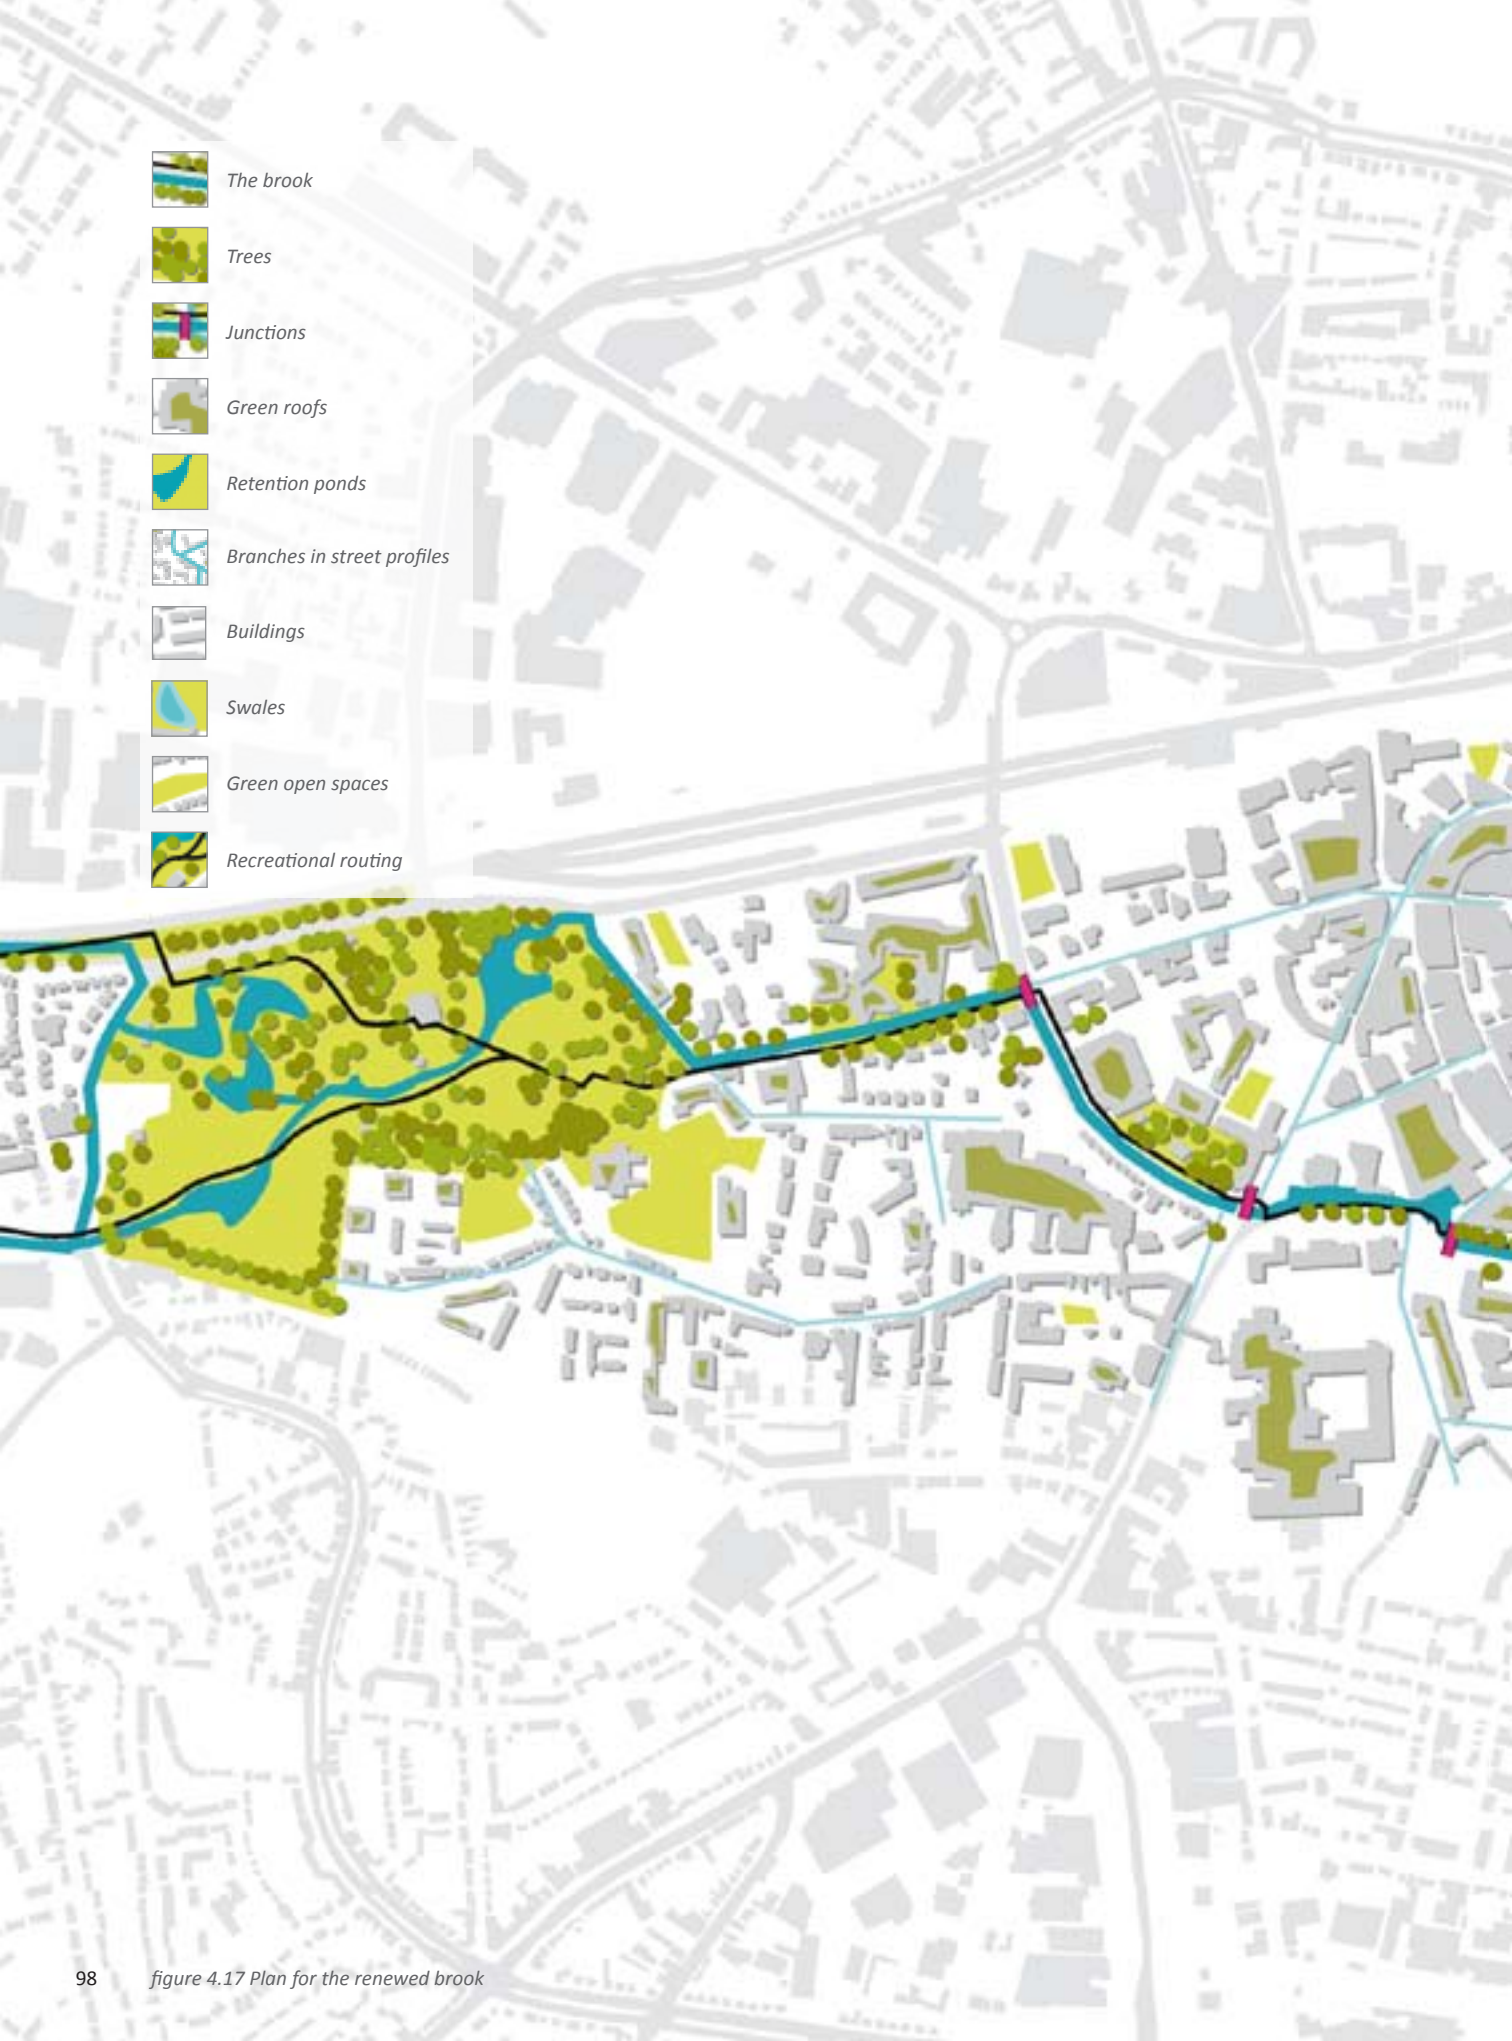 The brook
Trees
Junctions
Green roofs
Retention ponds
Branches in street profiles
Buildings
Swales
Green open spaces
Recreational routing
98 figure 4.17 Plan for the renewed brook